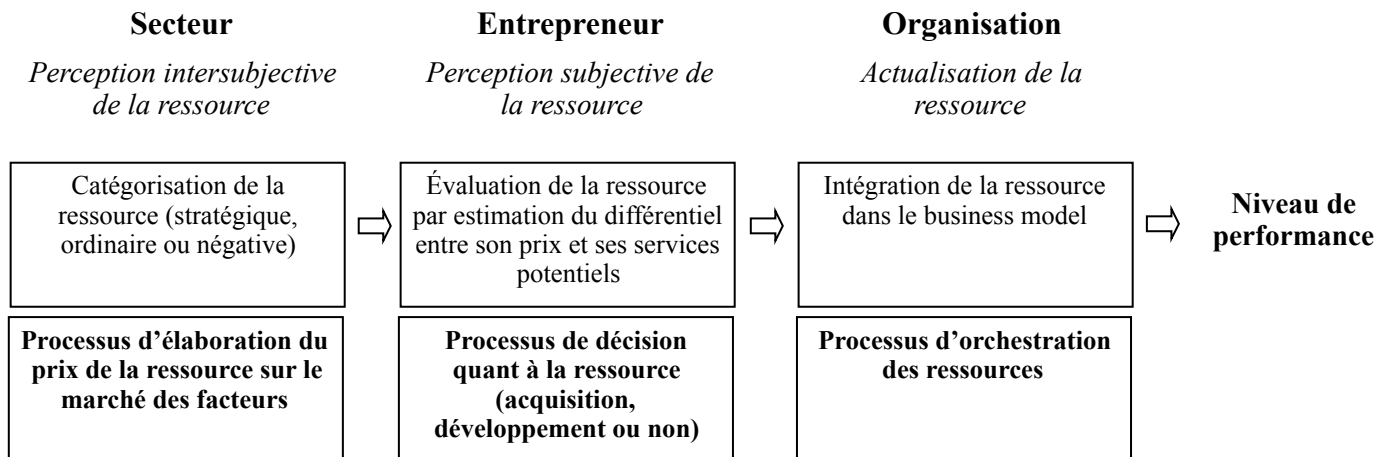 Secteur
Perception intersubjective
de la ressource
Entrepreneur
Perception subjective de
la ressource
Organisation
Actualisation de la
ressource
Catégorisation de la
ressource (stratégique,
ordinaire ou négative)
Évaluation de la ressource
par estimation du différentiel
entre son prix et ses services
potentiels
Intégration de la ressource
dans le business model
Niveau de
performance
Processus d’élaboration du
prix de la ressource sur le
marché des facteurs
Processus de décision
quant à la ressource
(acquisition,
développement ou non)
Processus d’orchestration
des ressources